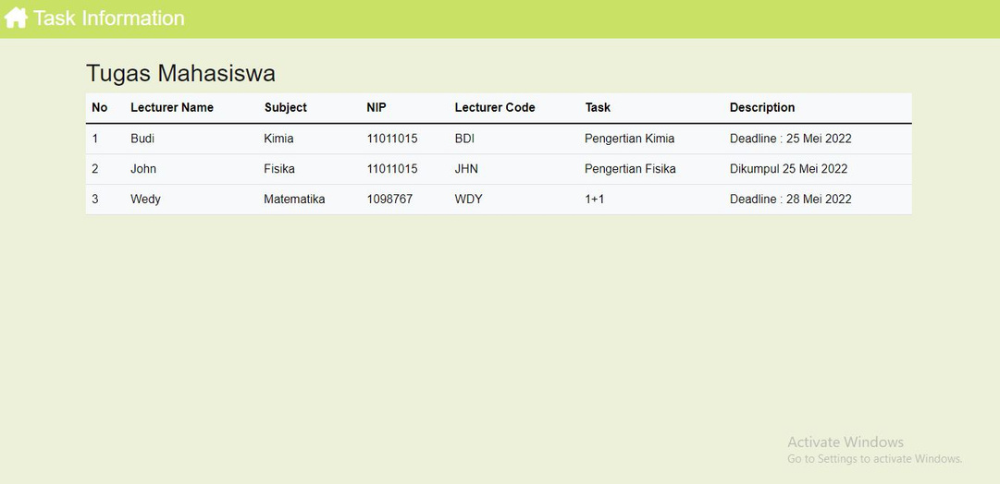 Task Information
Tugas Mahasiswa
No Lecturer Name Subject NIP Lecturer Code Task Description
1 Budi Kimia 11011015 BDI Pengertian Kimia Deadline : 25 Mei 2022
2 John Fisika 11011015 JHN Pengertian Fisika Dikumpul 25 Mei 2022
3 Wedy Matematika 1098767 WDY 1+1 Deadline : 28 Mei 2022
Activate Windows
Go to Settings to activate Windows.